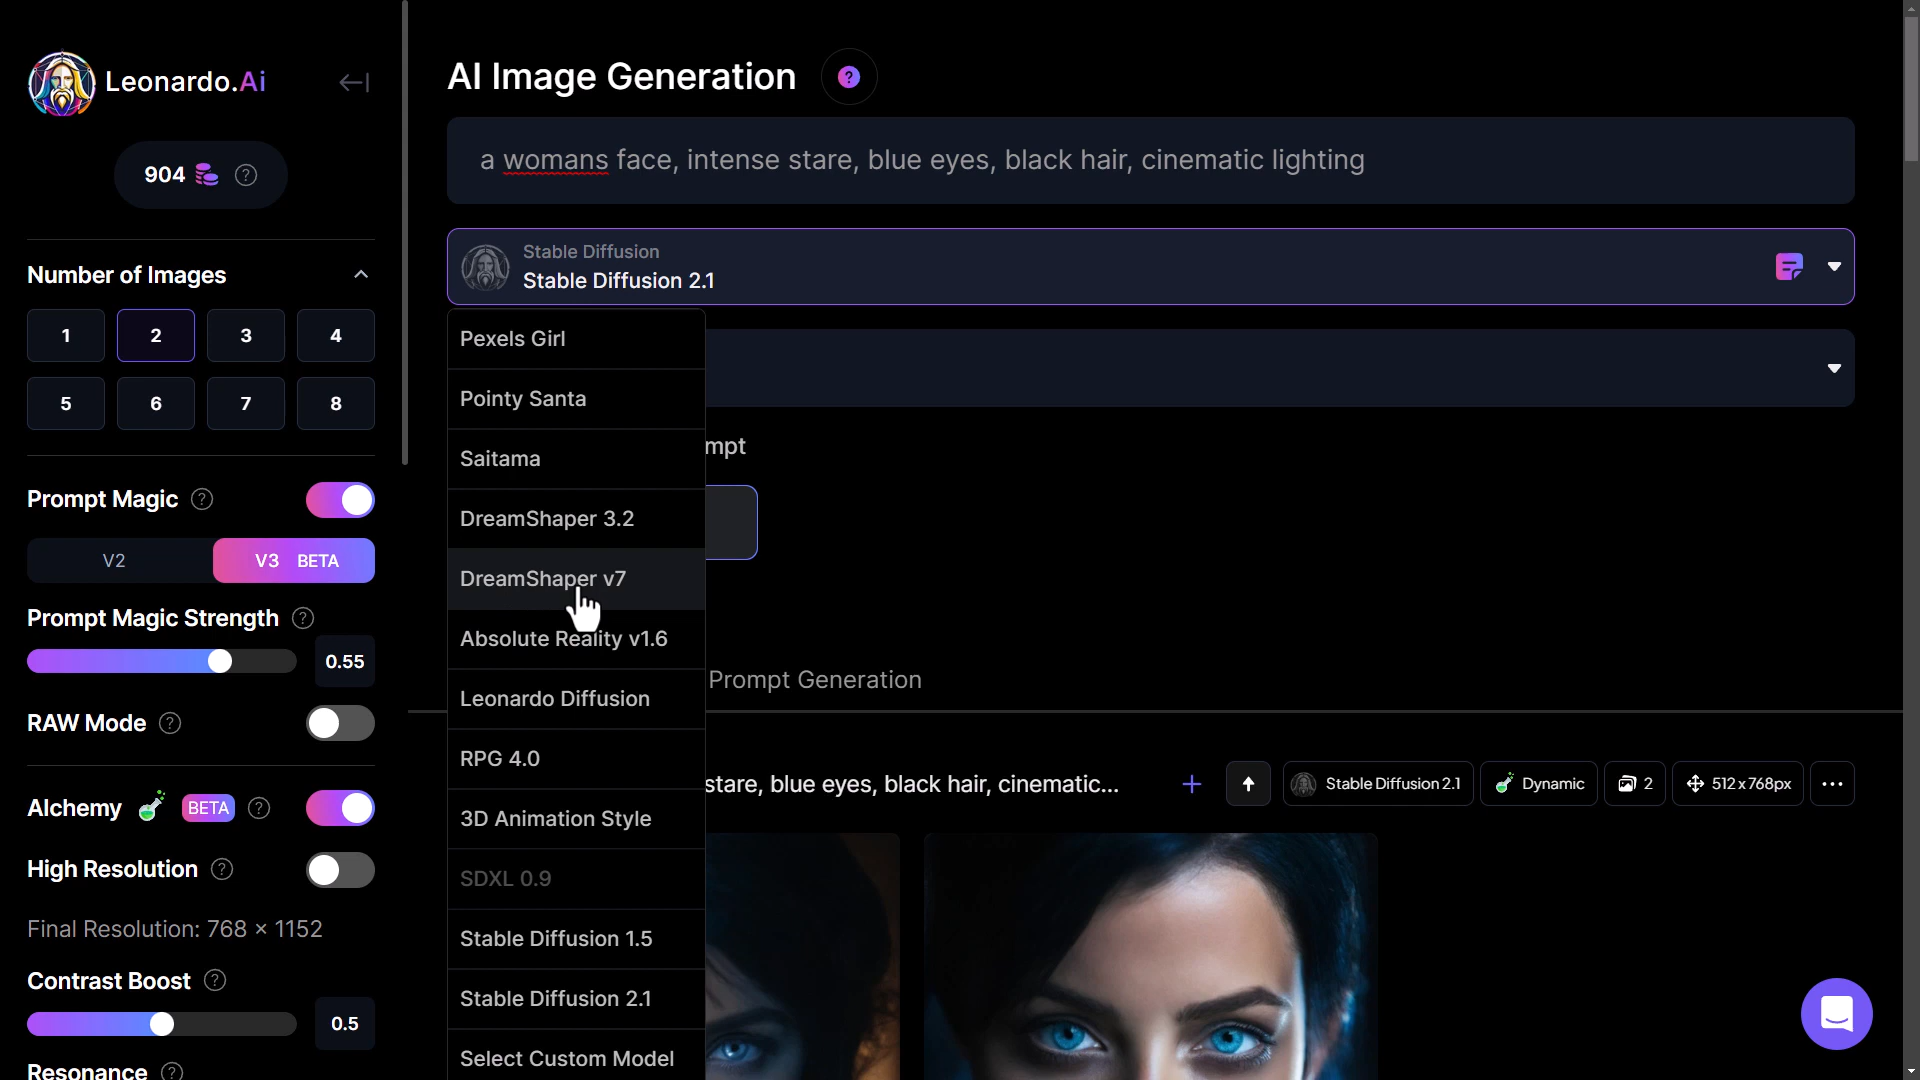 Leonardo.Ai
904
Number of Images
1 2 3 4
5 6 7 8
Prompt Magic
V2 V3 BETA
Prompt Magic Strength
0.55
RAW Mode
Alchemy BETA
High Resolution
Final Resolution: 768 × 1152
Contrast Boost
0.5
Resonance
AI Image Generation
a womans face, intense stare, blue eyes, black hair, cinematic lighting
Stable Diffusion
Stable Diffusion 2.1
Pexels Girl
Pointy Santa
Saitama
DreamShaper 3.2
DreamShaper v7
Absolute Reality v1.6
Leonardo Diffusion
RPG 4.0
3D Animation Style
SDXL 0.9
Stable Diffusion 1.5
Stable Diffusion 2.1
Select Custom Model
mpt
Prompt Generation
stare, blue eyes, black hair, cinematic...
Stable Diffusion 2.1
Dynamic
2
512x768px